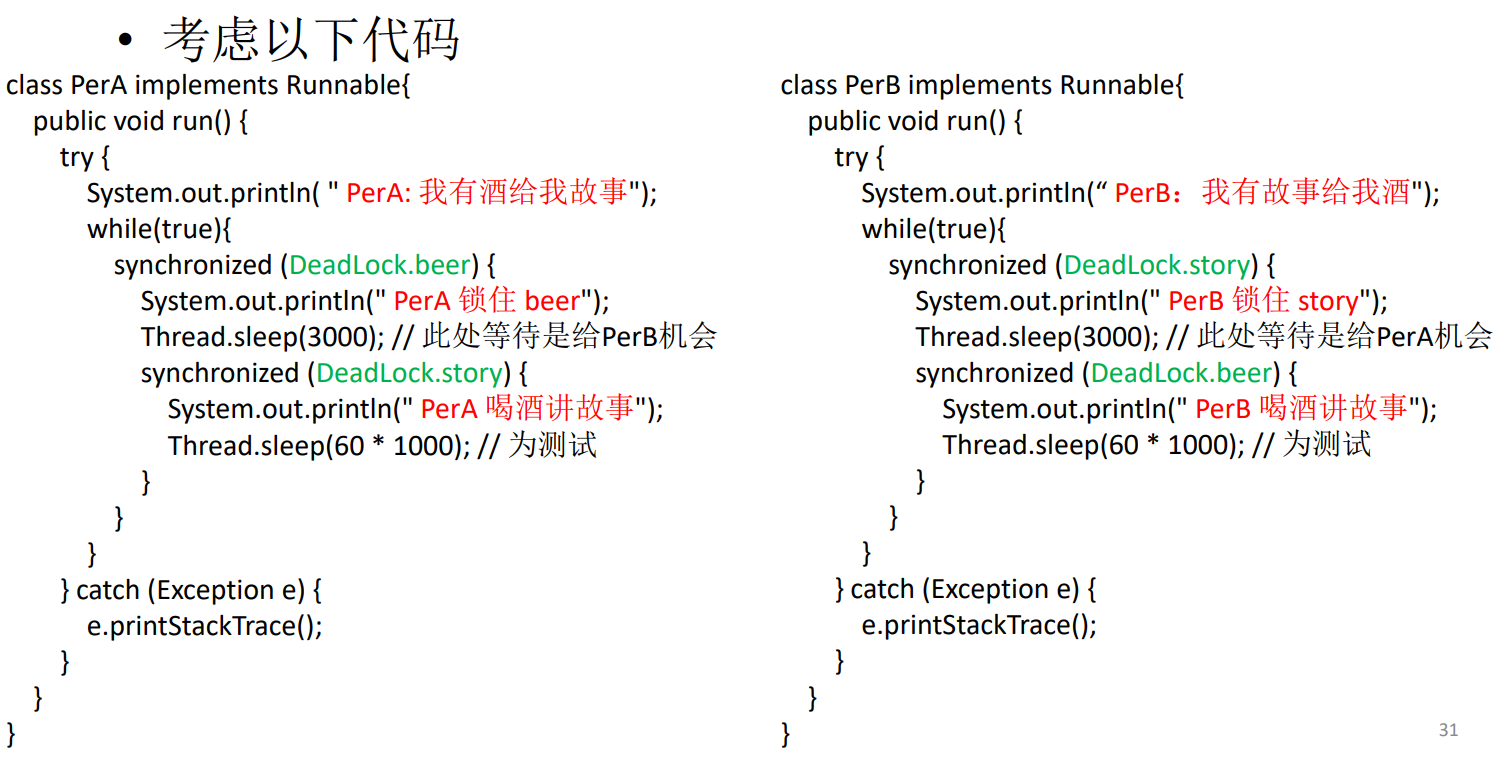 • 考虑以下代码
class PerA implements Runnable{
public void run() {
try {
System.out.println( " PerA: 我有酒给我故事");
while(true){
synchronized (DeadLock.beer) {
System.out.println(" PerA 锁住 beer");
Thread.sleep(3000); // 此处等待是给PerB机会
synchronized (DeadLock.story) {
System.out.println(" PerA 喝酒讲故事");
Thread.sleep(60 * 1000); // 为测试
}
}
}
} catch (Exception e) {
e.printStackTrace();
}
}
}
class PerB implements Runnable{
public void run() {
try {
System.out.println(“ PerB：我有故事给我酒");
while(true){
synchronized (DeadLock.story) {
System.out.println(" PerB 锁住 story");
Thread.sleep(3000); // 此处等待是给PerA机会
synchronized (DeadLock.beer) {
System.out.println(" PerB 喝酒讲故事");
Thread.sleep(60 * 1000); // 为测试
}
}
}
} catch (Exception e) {
e.printStackTrace();
}
}
}
31